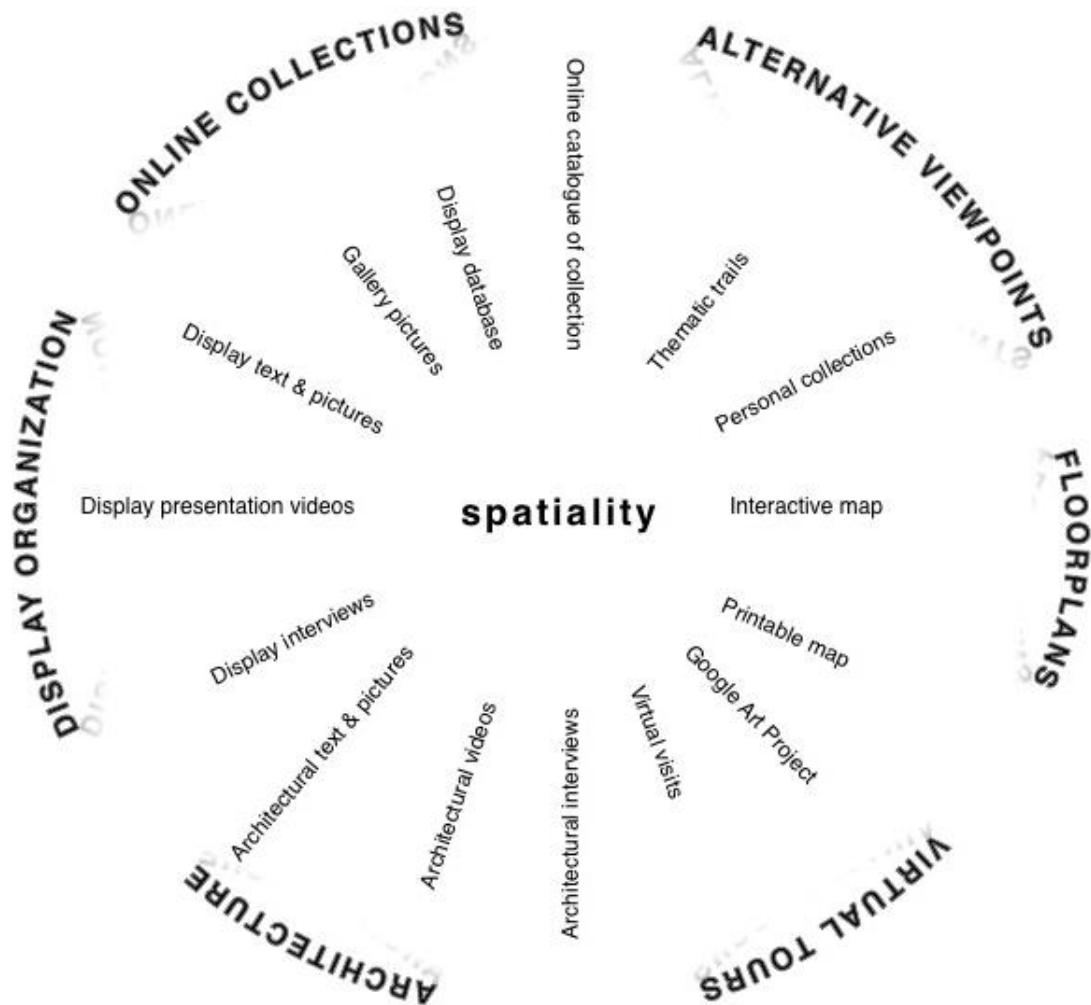 ONLINE COLLECTIONS
ALTERNATIVE VIEWPOINTS
FLOORPLANS
VIRTUAL TOURS
ARCHITECTURE
DISPLAY ORGANIZATION
Online catalogue of collection
Thematic trails
Personal collections
Interactive map
Printable map
Google Art Project
Virtual visits
Architectural interviews
Architectural videos
Architectural text & pictures
Display interviews
Display presentation videos
Display text & pictures
Gallery pictures
Display database
spatiality